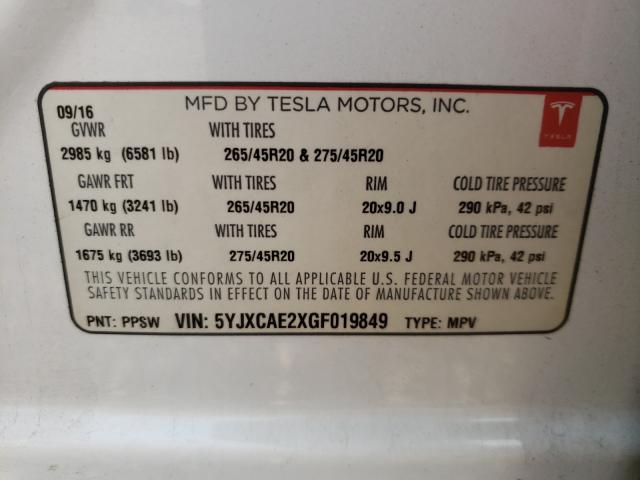 MFD BY TESLA MOTORS, INC.
09/16
GVWR WITH TIRES
2985 kg (6581 lb) 265/45R20 & 275/45R20
GAWR FRT WITH TIRES RIM COLD TIRE PRESSURE
1470 kg (3241 lb) 265/45R20 20x9.0 J 290 kPa, 42 psi
GAWR RR WITH TIRES RIM COLD TIRE PRESSURE
1675 kg (3693 lb) 275/45R20 20x9.5 J 290 kPa, 42 psi
THIS VEHICLE CONFORMS TO ALL APPLICABLE U.S. FEDERAL MOTOR VEHICLE
SAFETY STANDARDS IN EFFECT ON THE DATE OF MANUFACTURE SHOWN ABOVE.
PNT: PPSW VIN: 5YJXCAE2XGF019849 TYPE: MPV
TESLA